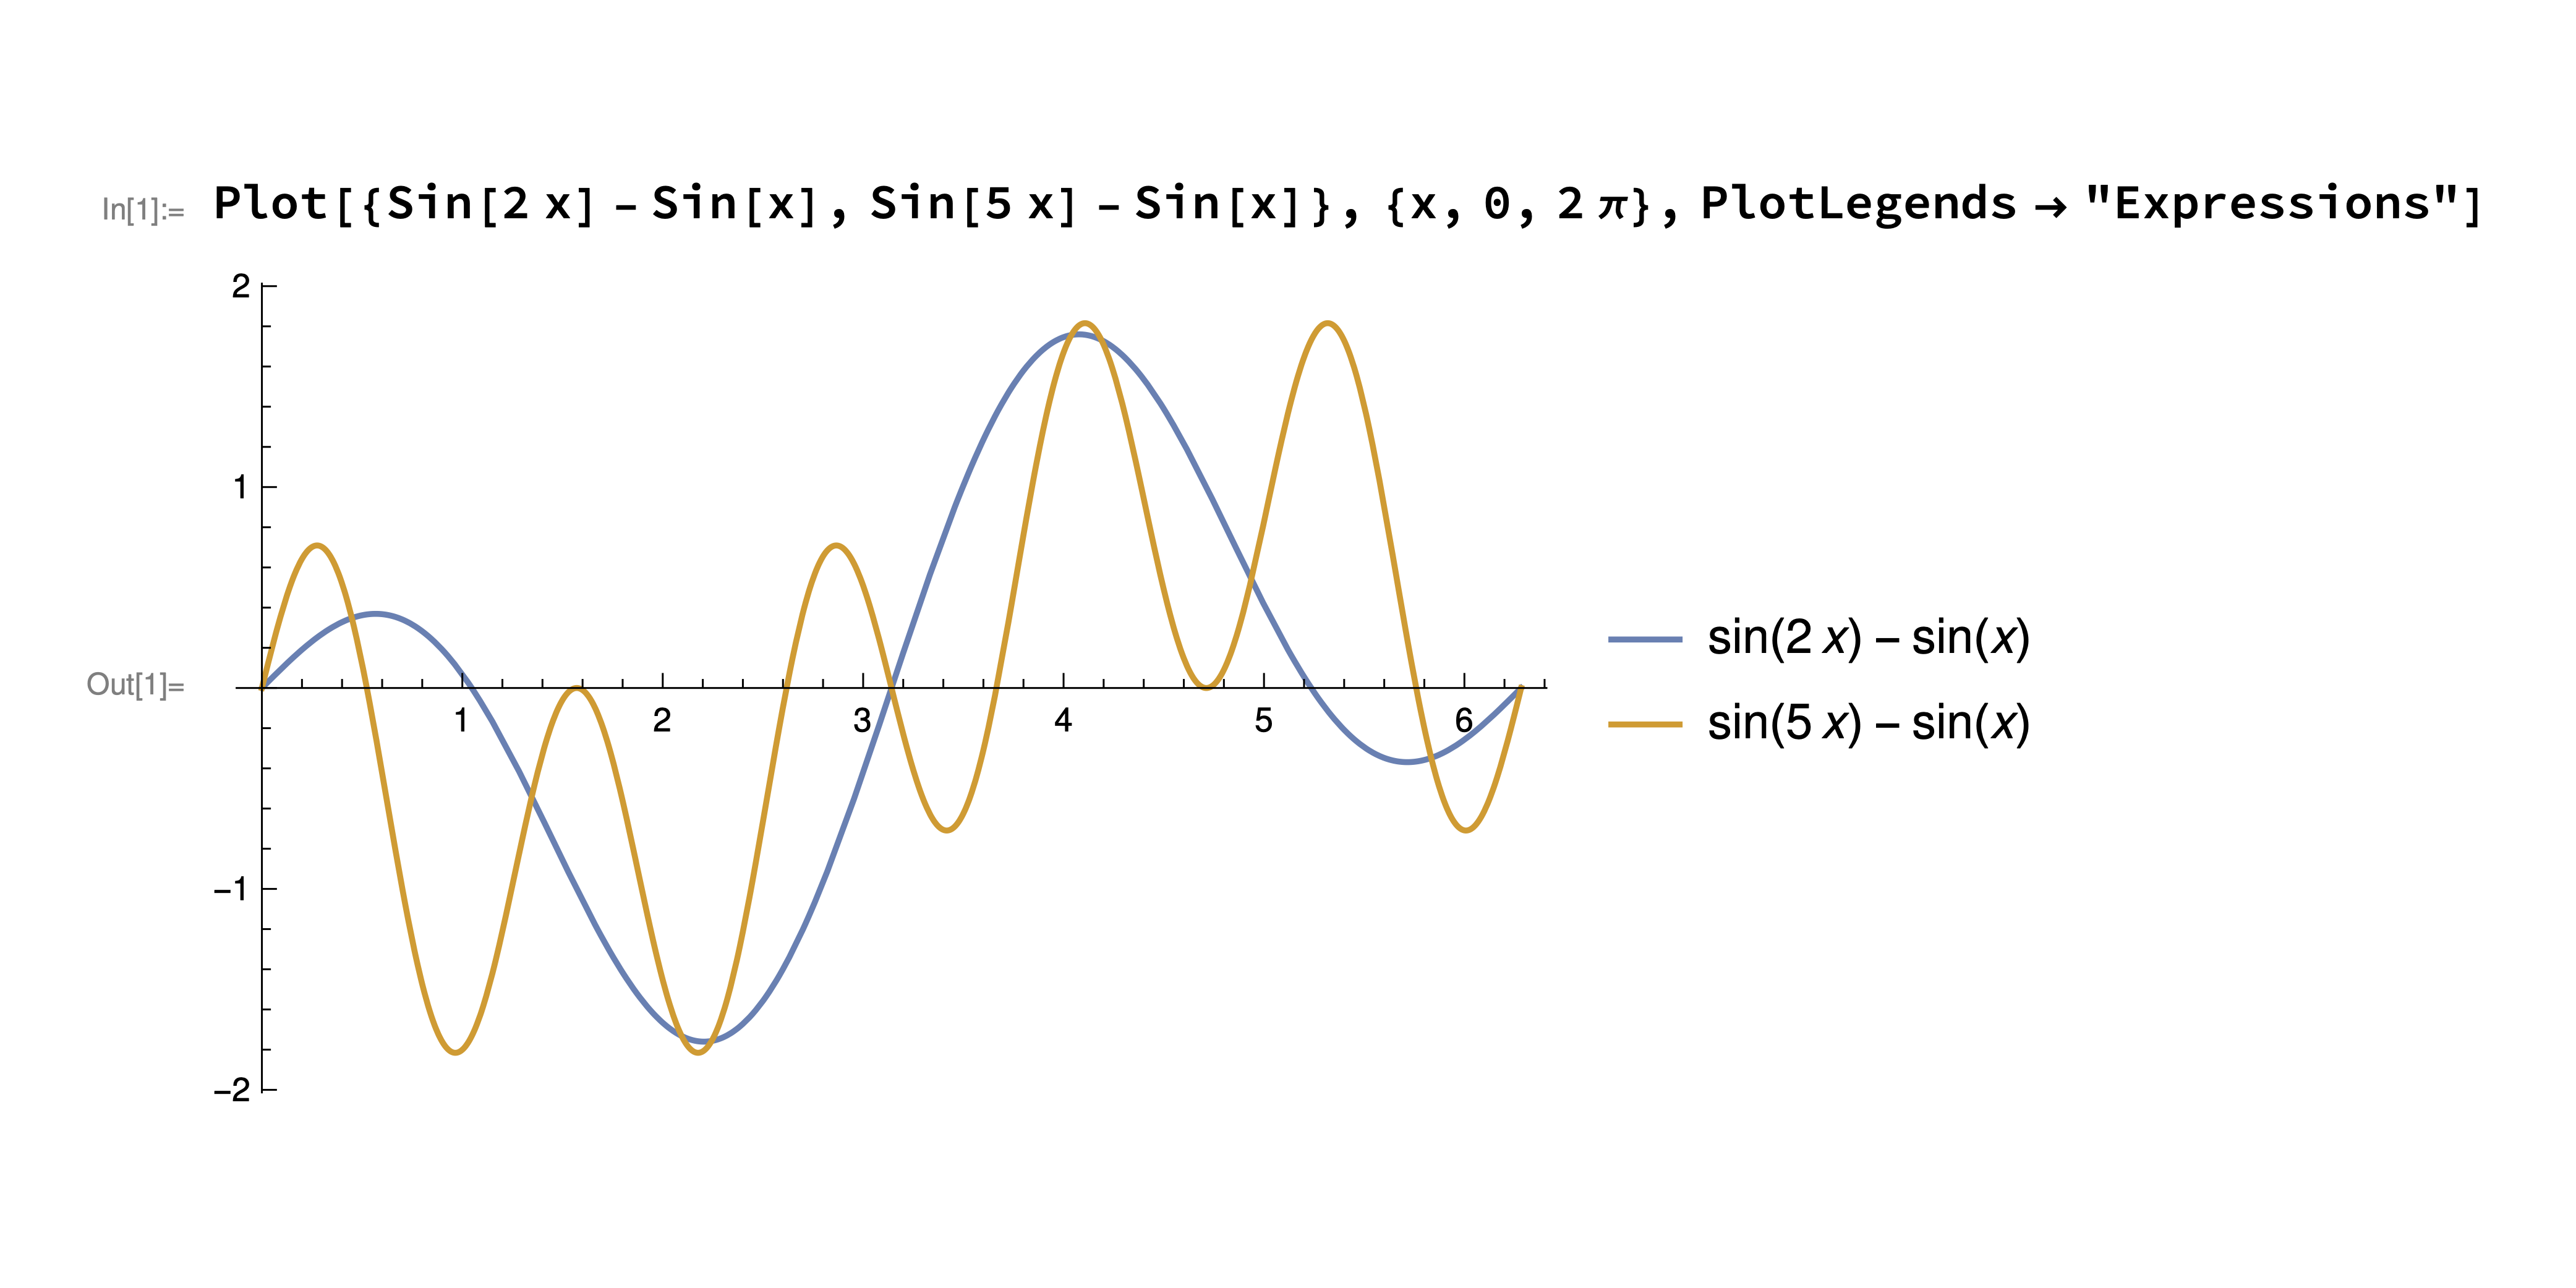 In[1]:= Plot[{Sin[2 x] – Sin[x], Sin[5 x] – Sin[x]}, {x, 0, 2 π}, PlotLegends → "Expressions"]
2
1
Out[1]=
1 2 3 4 5 6
–1
–2
sin(2 x) – sin(x)
sin(5 x) – sin(x)